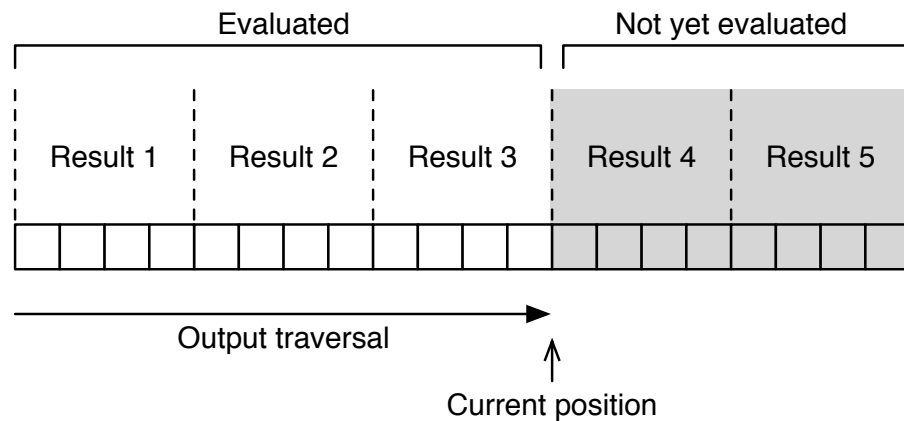 Evaluated
Not yet evaluated
Result 1
Result 2
Result 3
Result 4
Result 5
Output traversal
Current position